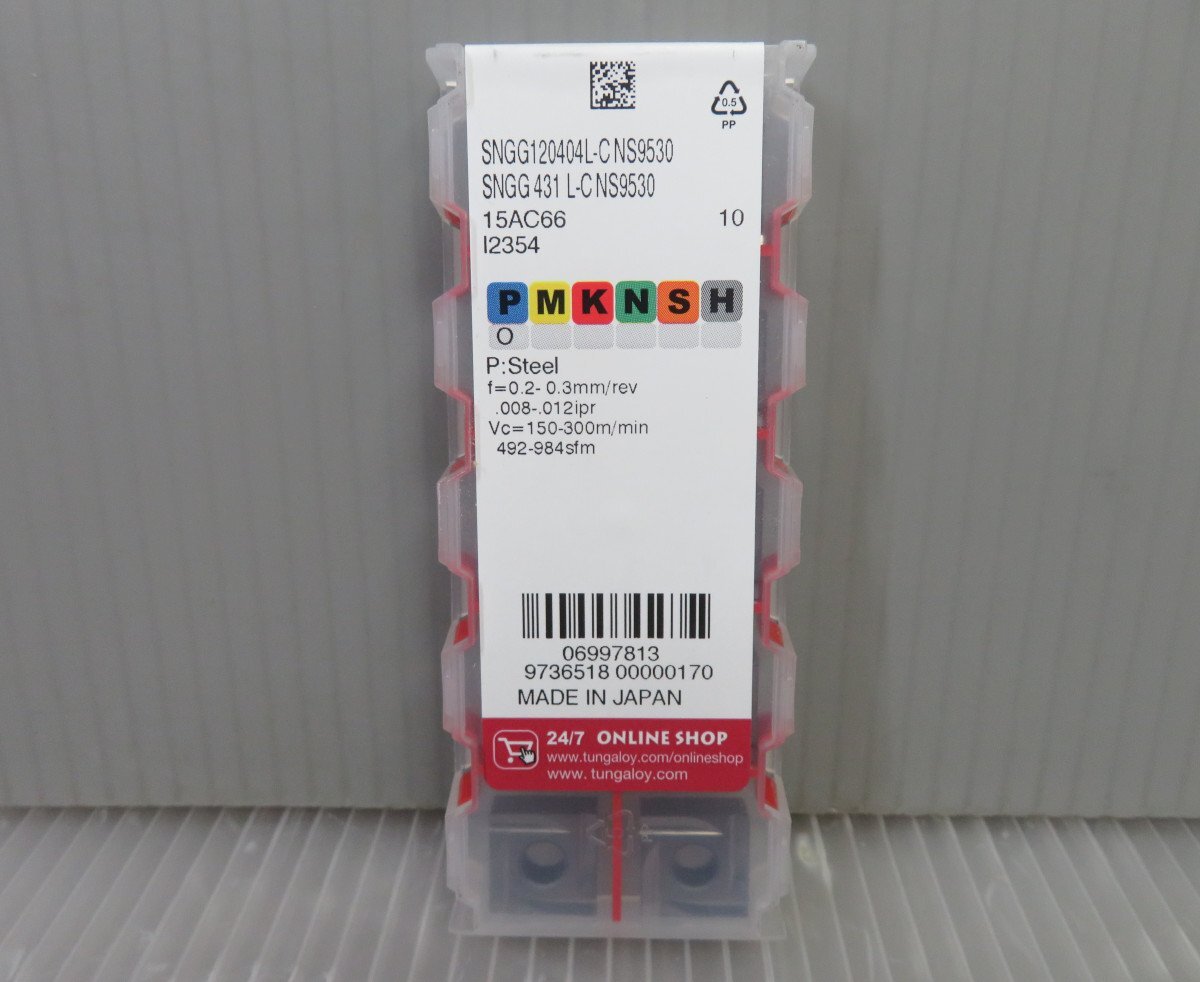 0.5
PP
SNGG120404L-C NS9530
SNGG 431 L-C NS9530
15AC66 10
I2354
P M K N S H
O
P:Steel
f=0.2- 0.3mm/rev
.008-.012ipr
Vc=150-300m/min
492-984sfm
06997813
9736518 00000170
MADE IN JAPAN
24/7 ONLINE SHOP
www.tungaloy.com/onlineshop
www. tungaloy.com